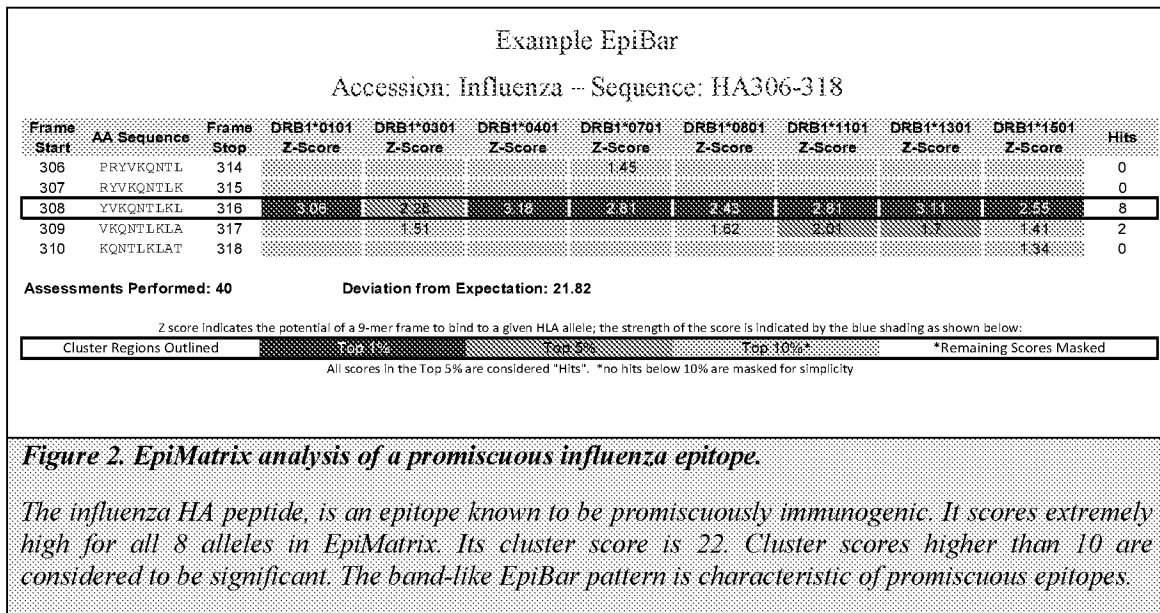 Example EpiBar
Accession: Influenza – Sequence: HA306-318
Frame Start AA Sequence Frame Stop DRB1*0101 Z-Score DRB1*0301 Z-Score DRB1*0401 Z-Score DRB1*0701 Z-Score DRB1*0801 Z-Score DRB1*1101 Z-Score DRB1*1301 Z-Score DRB1*1501 Z-Score Hits
306 PRYVKQNTL 314 1.45 0
307 RYVKQNTLK 315 0
308 YVKQNTLKL 316 3.06 2.28 3.18 2.81 2.43 2.81 3.11 2.55 8
309 VKQNTLKLA 317 1.51 1.62 2.01 1.7 1.41 2
310 KQNTLKLAT 318 1.34 0
Assessments Performed: 40 Deviation from Expectation: 21.82
Z score indicates the potential of a 9-mer frame to bind to a given HLA allele; the strength of the score is indicated by the blue shading as shown below:
Cluster Regions Outlined Top 1% Top 5% Top 10%* *Remaining Scores Masked
All scores in the Top 5% are considered "Hits". *no hits below 10% are masked for simplicity
Figure 2. EpiMatrix analysis of a promiscuous influenza epitope.
The influenza HA peptide, is an epitope known to be promiscuously immunogenic. It scores extremely
high for all 8 alleles in EpiMatrix. Its cluster score is 22. Cluster scores higher than 10 are
considered to be significant. The band-like EpiBar pattern is characteristic of promiscuous epitopes.